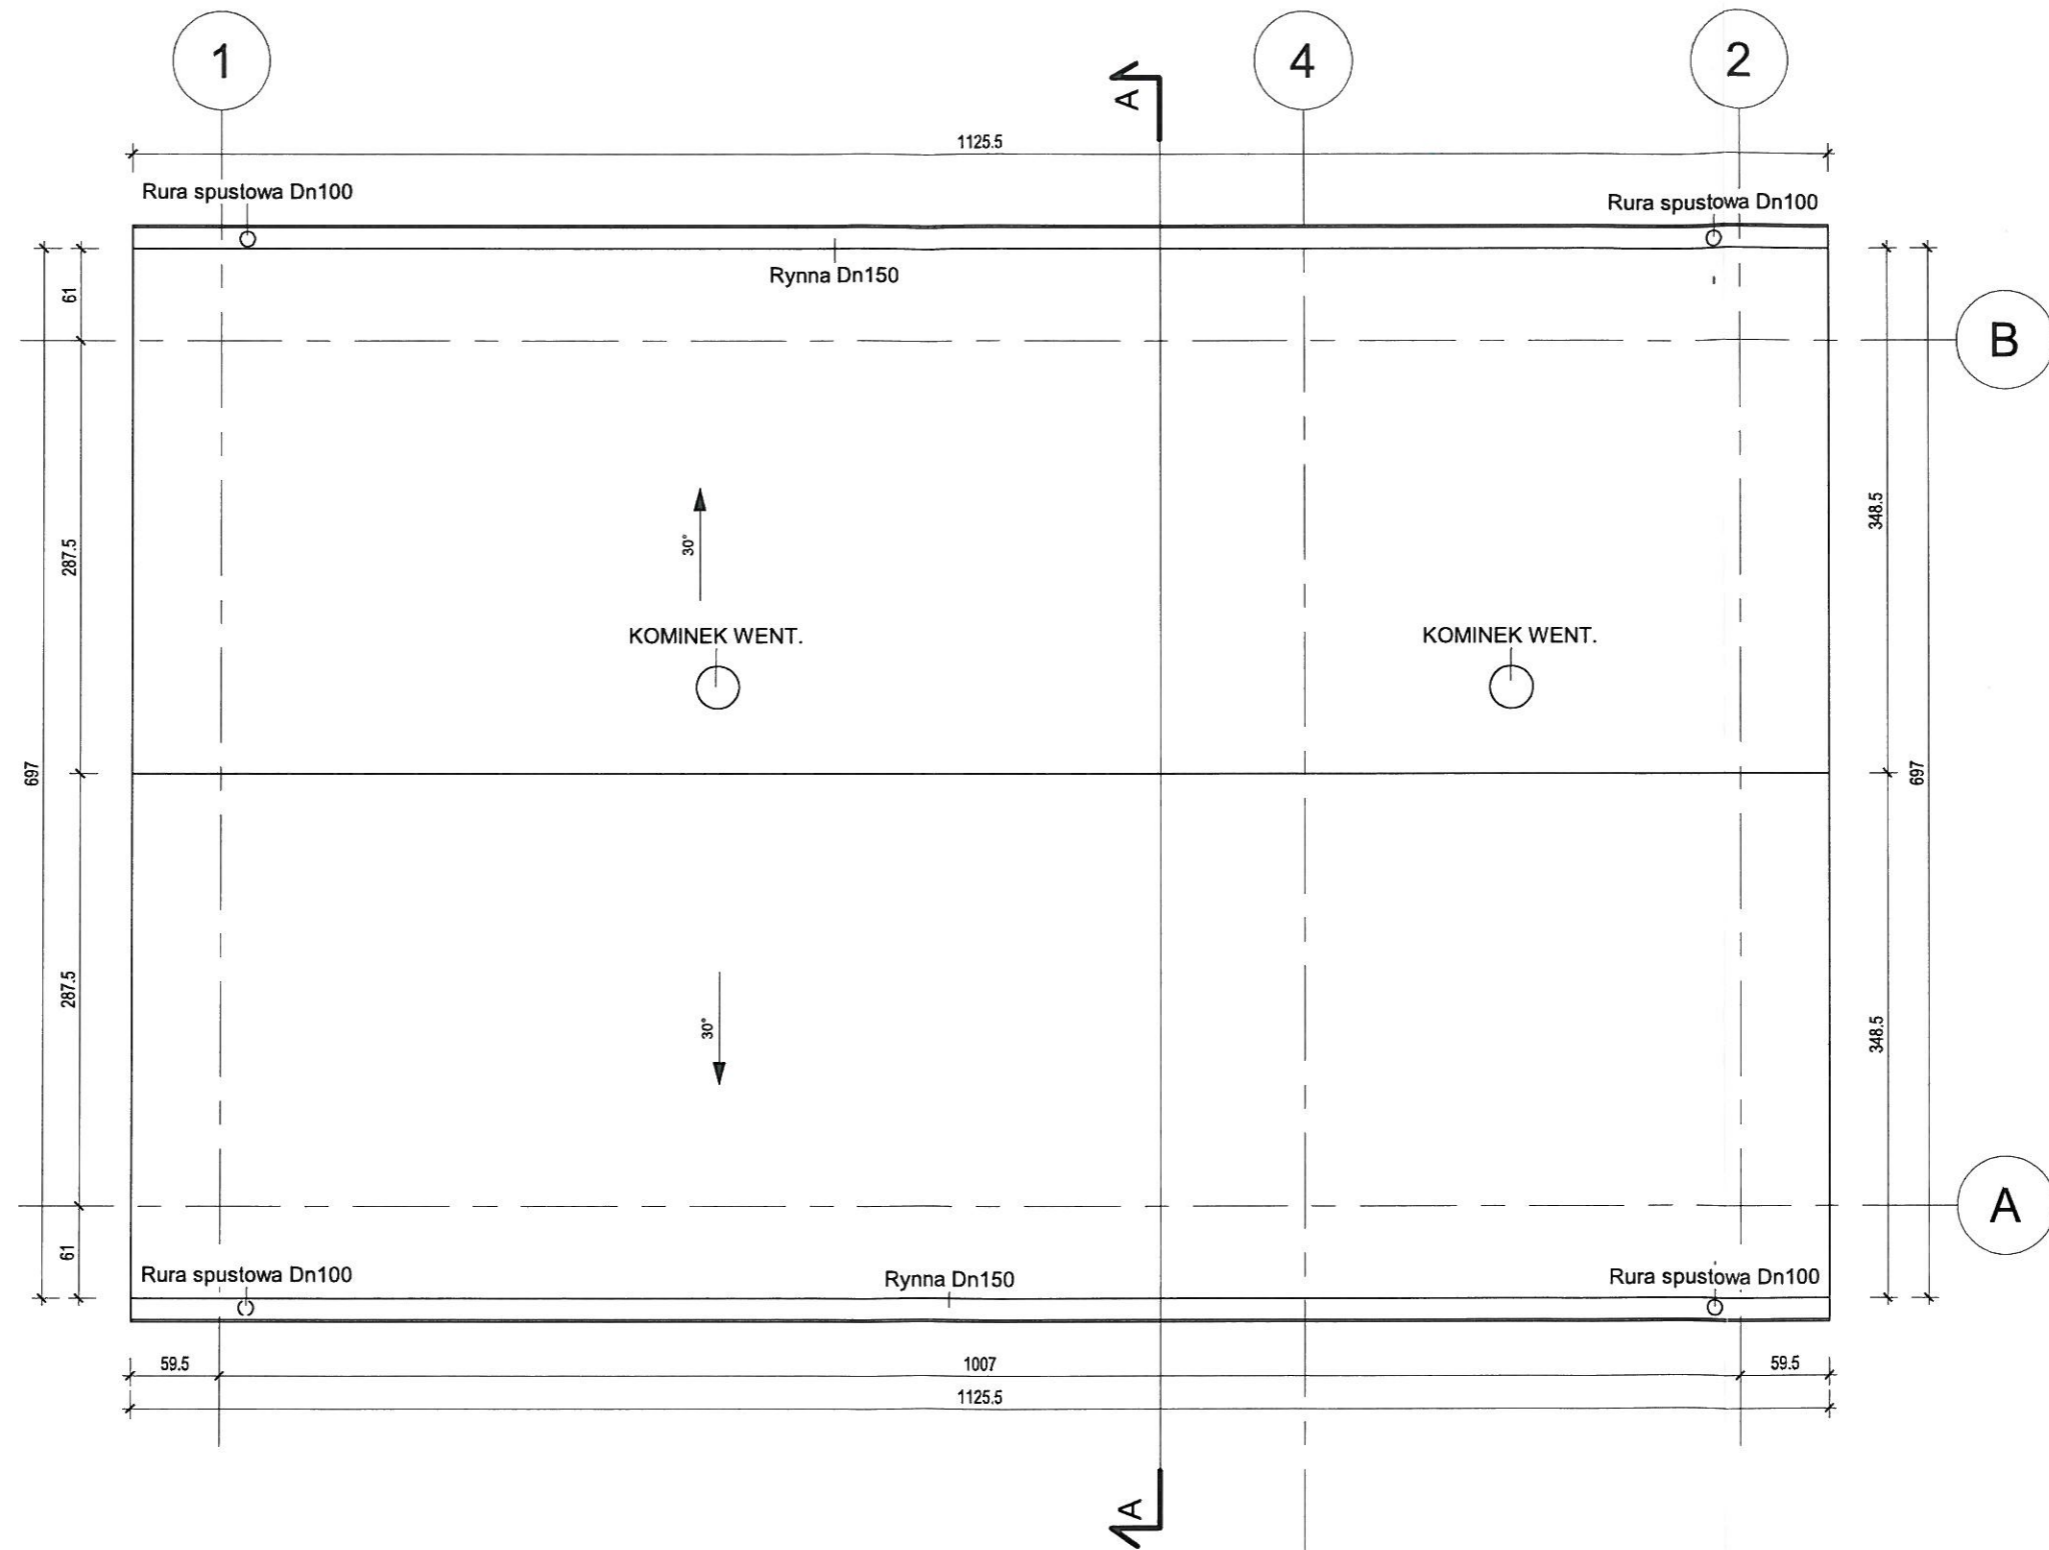 1
4
2
A
1125.5
Rura spustowa Dn100
Rura spustowa Dn100
Rynna Dn150
61
B
287.5
30°
348.5
KOMINEK WENT.
KOMINEK WENT.
697
697
287.5
30°
348.5
A
61
Rura spustowa Dn100
Rynna Dn150
Rura spustowa Dn100
59.5
1007
59.5
1125.5
A